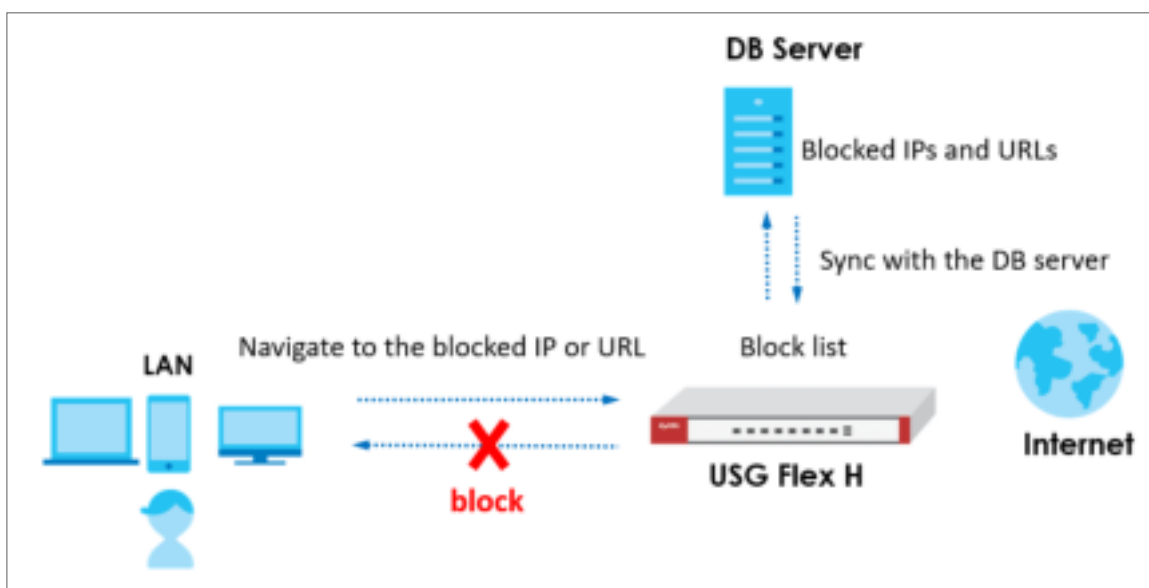 DB Server
Blocked IPs and URLs
Sync with the DB server
Navigate to the blocked IP or URL
Block list
LAN
Internet
USG Flex H
block